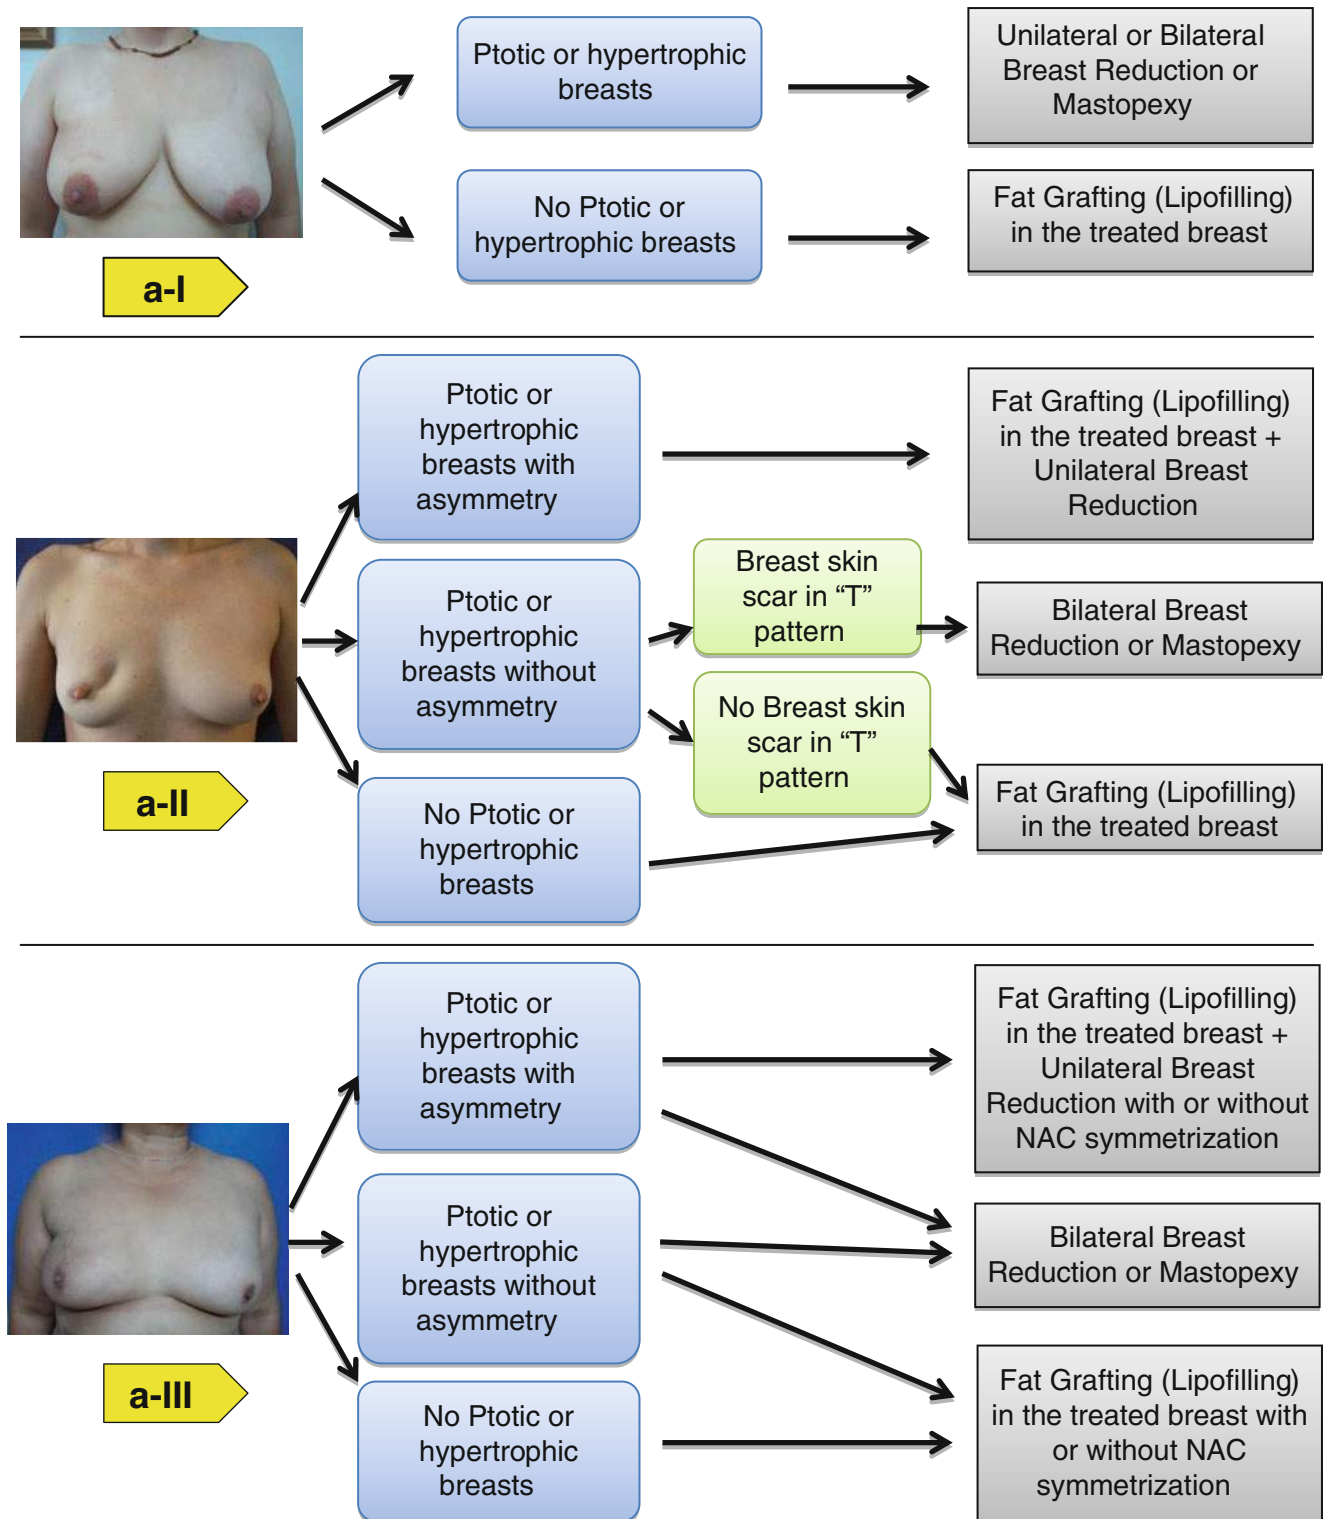 Ptotic or hypertrophic
breasts
Unilateral or Bilateral
Breast Reduction or
Mastopexy
No Ptotic or
hypertrophic breasts
Fat Grafting (Lipofilling)
in the treated breast
a-I
Ptotic or
hypertrophic
breasts with
asymmetry
Fat Grafting (Lipofilling)
in the treated breast +
Unilateral Breast
Reduction
Ptotic or
hypertrophic
breasts without
asymmetry
Breast skin
scar in “T”
pattern
Bilateral Breast
Reduction or Mastopexy
No Breast skin
scar in “T”
pattern
a-II
No Ptotic or
hypertrophic
breasts
Fat Grafting (Lipofilling)
in the treated breast
Ptotic or
hypertrophic
breasts with
asymmetry
Fat Grafting (Lipofilling)
in the treated breast +
Unilateral Breast
Reduction with or without
NAC symmetrization
Ptotic or
hypertrophic
breasts without
asymmetry
Bilateral Breast
Reduction or Mastopexy
a-III
No Ptotic or
hypertrophic
breasts
Fat Grafting (Lipofilling)
in the treated breast with
or without NAC
symmetrization